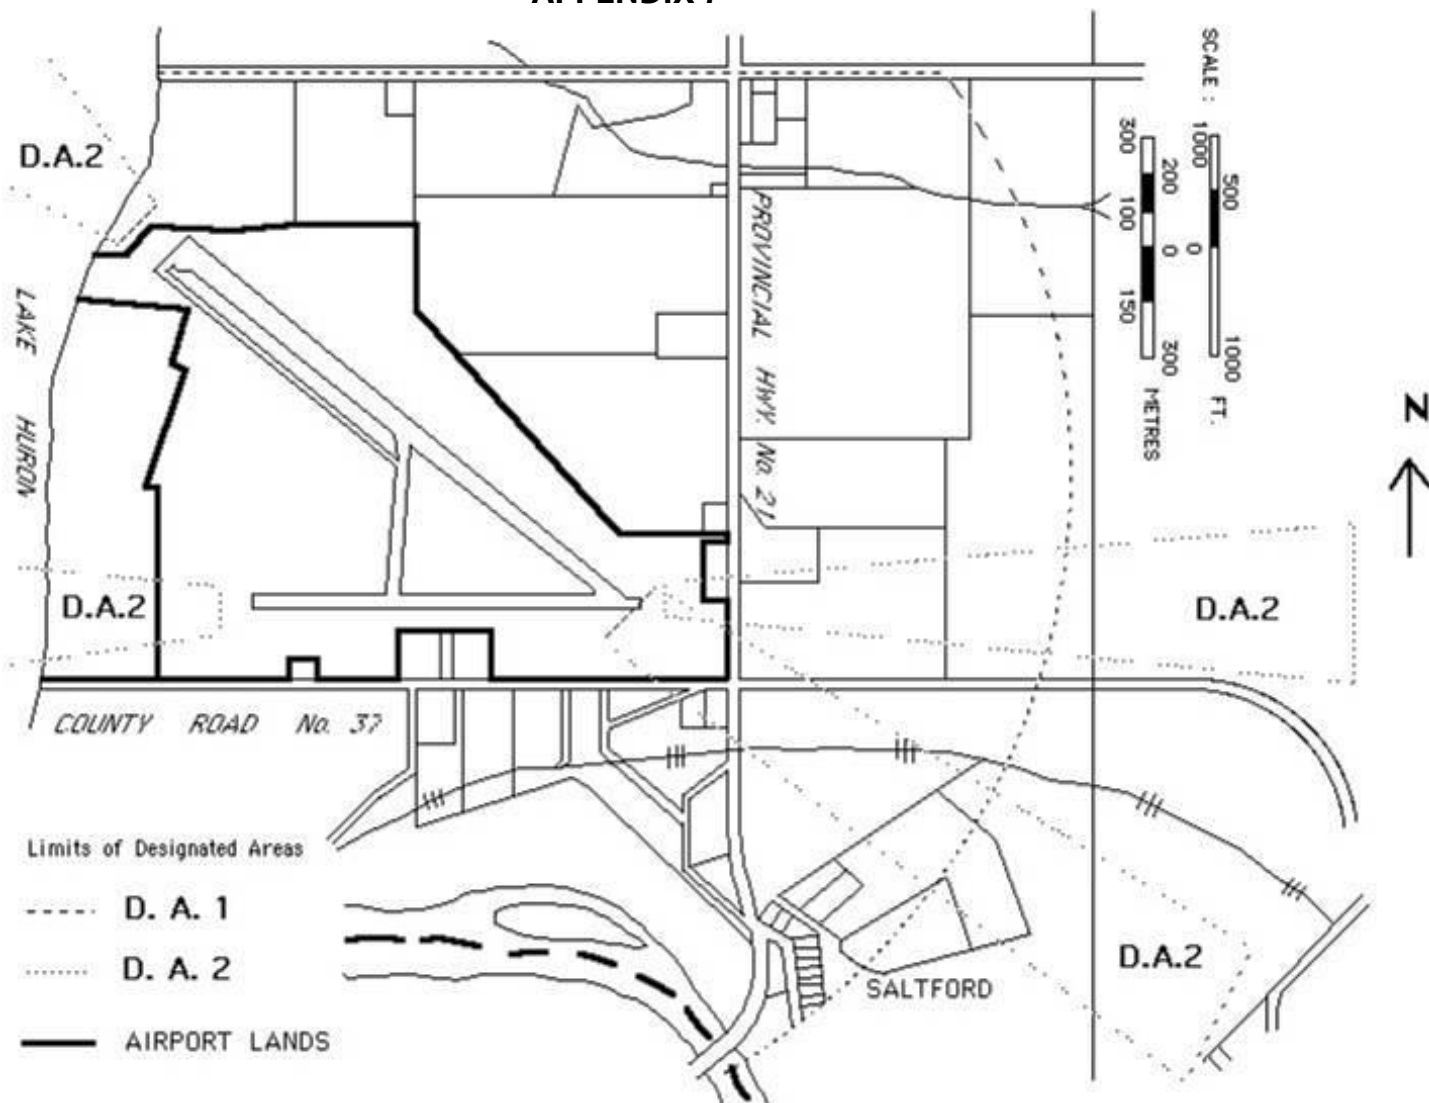 D.A.2
SCALE :
1000 500 0 1000 FT.
300 200 100 0 150 300 METRES
PROVINCIAL HWY. No. 21
LAKE HURON
N
D.A.2
D.A.2
COUNTY ROAD No. 37
Limits of Designated Areas
D. A. 1
D. A. 2
AIRPORT LANDS
D.A.2
SALTFORD